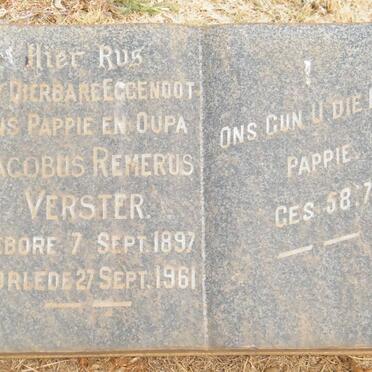 Hier Rus
Dierbare Eggenoot
Pappie en Oupa
Jacobus Remerus
Verster.
Gebore 7 Sept. 1897
Oorlede 27 Sept. 1961
Ons Gun U Die
Pappie.
Ges. 58:7